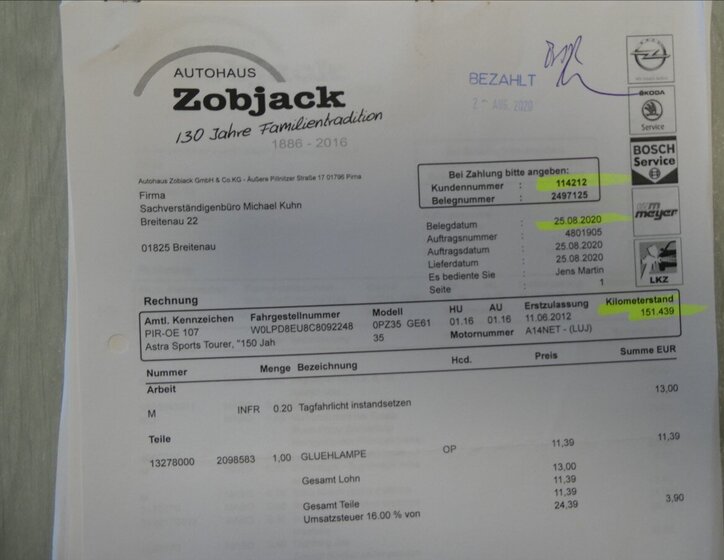 AUTOHAUS
Zobjack
130 Jahre Familientradition
1886 - 2016
BEZAHLT
AUG. 2020
Wir leben Autos
ŠKODA
Service
BOSCH
Service
meyer
LKZ
Autohaus Zobjack GmbH & Co.KG - Äußere Pillnitzer Straße 17 01796 Pirna
Firma
Sachverständigenbüro Michael Kuhn
Breitenau 22
01825 Breitenau
Bei Zahlung bitte angeben:
Kundennummer : 114212
Belegnummer : 2497125
Belegdatum : 25.08.2020
Auftragsnummer : 4801905
Auftragsdatum : 25.08.2020
Lieferdatum : 25.08.2020
Es bediente Sie : Jens Martin
Seite : 1
Rechnung
Amtl. Kennzeichen Fahrgestellnummer Modell HU AU Erstzulassung Kilometerstand
PIR-OE 107 W0LPD8EU8C8092248 0PZ35 GE61 01.16 01.16 11.06.2012 151.439
Astra Sports Tourer, "150 Jah 35 Motornummer A14NET - (LUJ)
Nummer Menge Bezeichnung Hcd. Preis Summe EUR
Arbeit
M INFR 0.20 Tagfahrlicht instandsetzen 13,00
Teile
13278000 2098583 1,00 GLUEHLAMPE OP 11,39 11,39
Gesamt Lohn 13,00
11,39
Gesamt Teile 11,39
Umsatzsteuer 16.00 % von 24,39 3,90